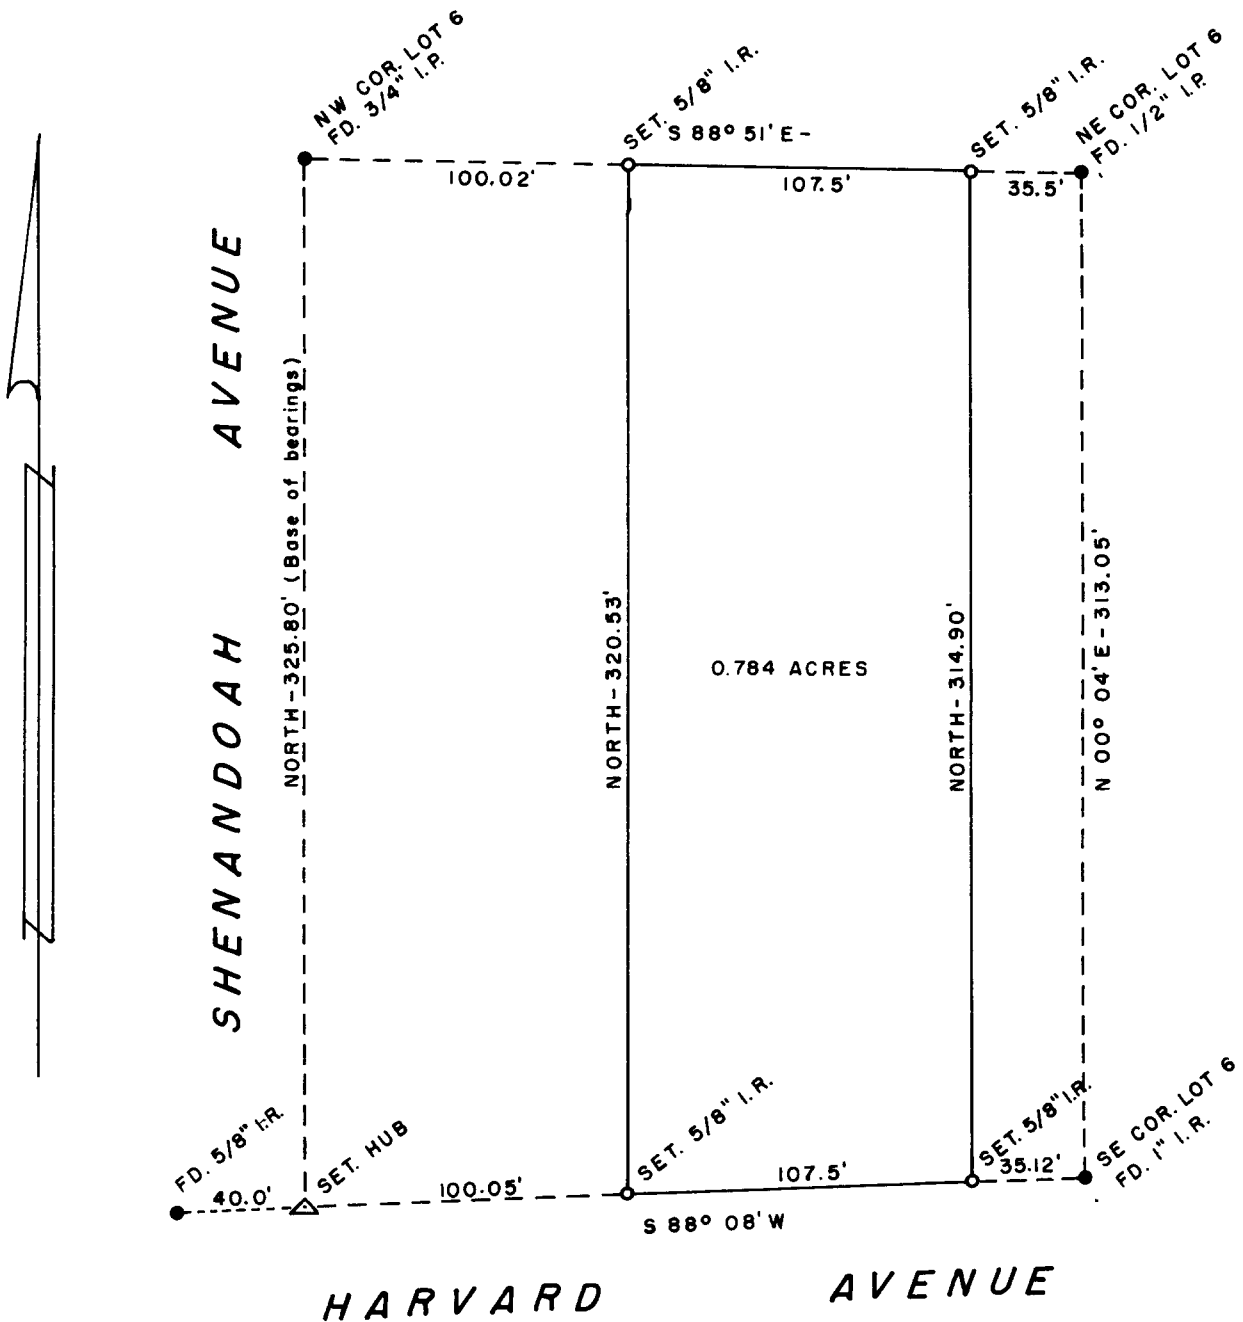 NW COR. LOT 6
FD. 3/4" I.P.
SET. 5/8" I.R.
S 88° 51' E-
SET. 5/8" I.R.
NE COR. LOT 6
FD. 1/2" I.P.
100.02'
107.5'
35.5'
SHENANDOAH AVENUE
NORTH-325.80' (Base of bearings)
NORTH-320.53'
0.784 ACRES
NORTH-314.90'
N 00° 04' E-313.05'
FD. 5/8" I.R.
SET. HUB
SET. 5/8" I.R.
SET. 5/8" I.R.
SE COR. LOT 6
FD. 1" I.R.
40.0'
100.05'
107.5'
35.12'
S 88° 08' W
HARVARD AVENUE